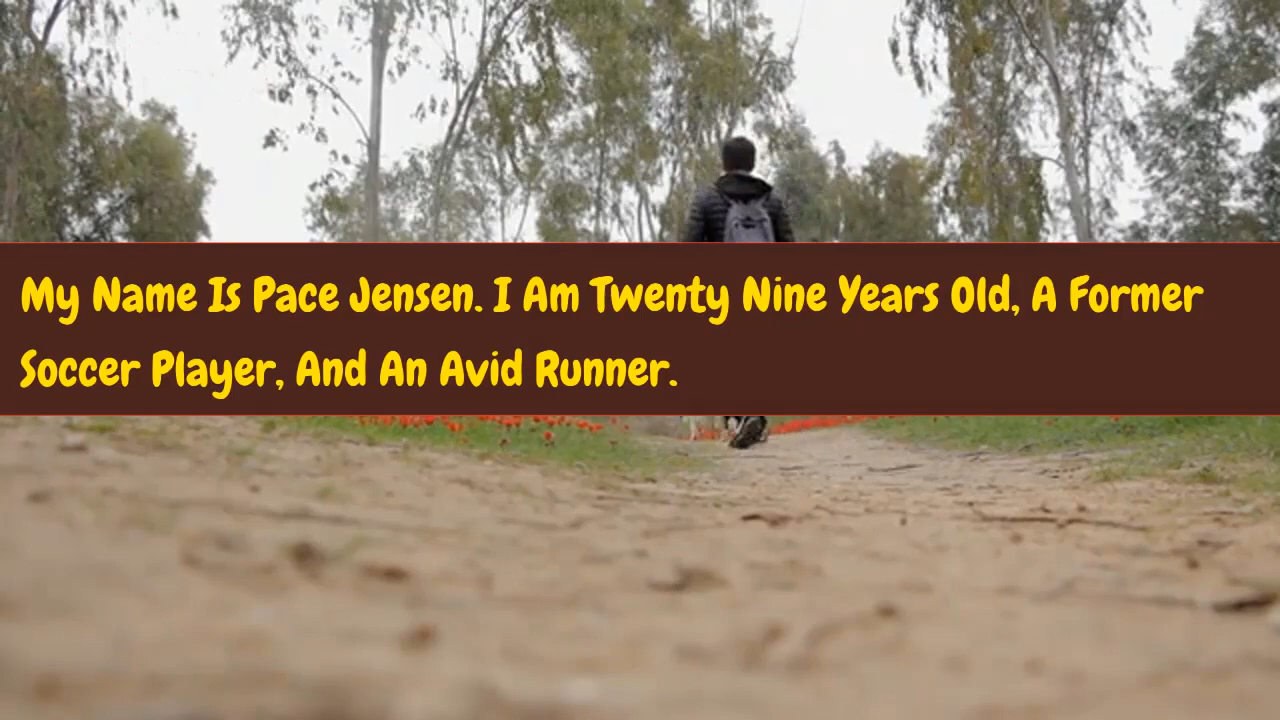 My Name Is Pace Jensen. I Am Twenty Nine Years Old, A Former
Soccer Player, And An Avid Runner.